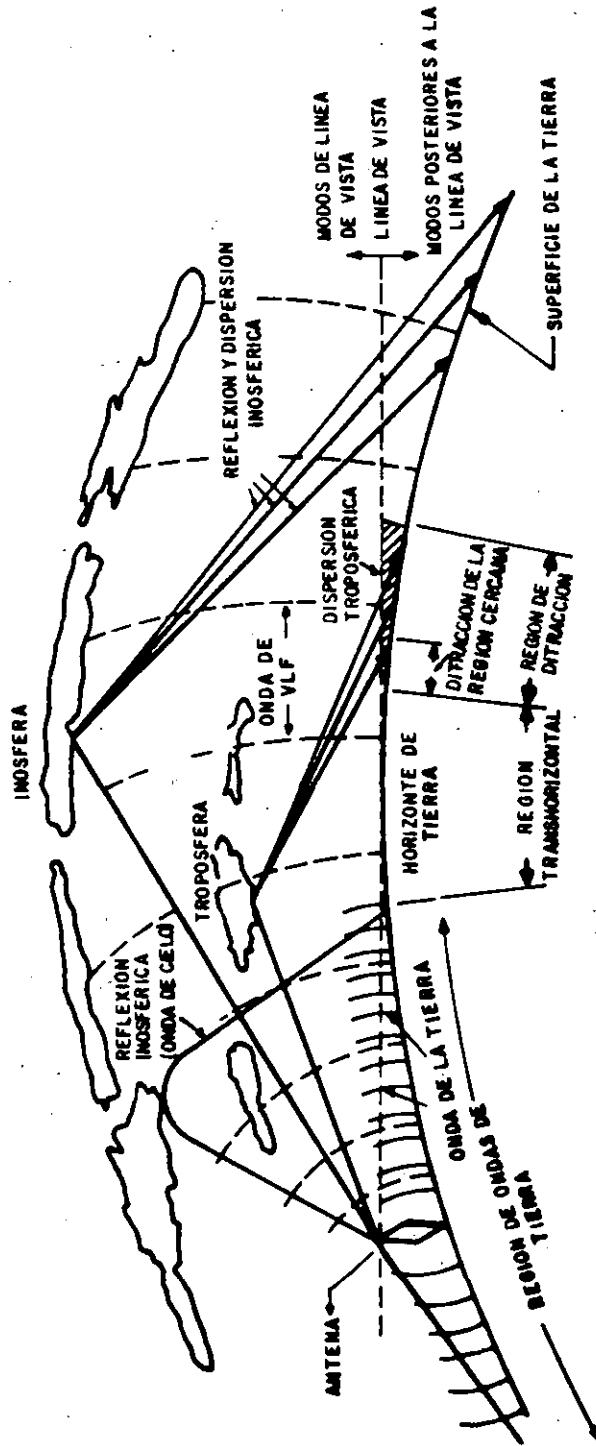 INOSFERA
REFLEXION
INOSFERICA
(ONDA DE CIELO)
TROPOSFERA
ONDA DE
VLF
REFLEXION Y DISPERSION
INOSFERICA
DISPERSION
TROPOSFERICA
MODOS DE LINEA
DE VISTA
LINEA DE VISTA
MODOS POSTERIORES A LA
LINEA DE VISTA
ANTENA
HORIZONTE DE
TIERRA
ONDA DE LA TIERRA
REGION DE ONDAS DE
TIERRA
REGION
TRANSHORIZONTAL
DITRACCION DE LA
REGION CERCANA
REGION DE
DITRACCION
SUPERFICIE DE LA TIERRA